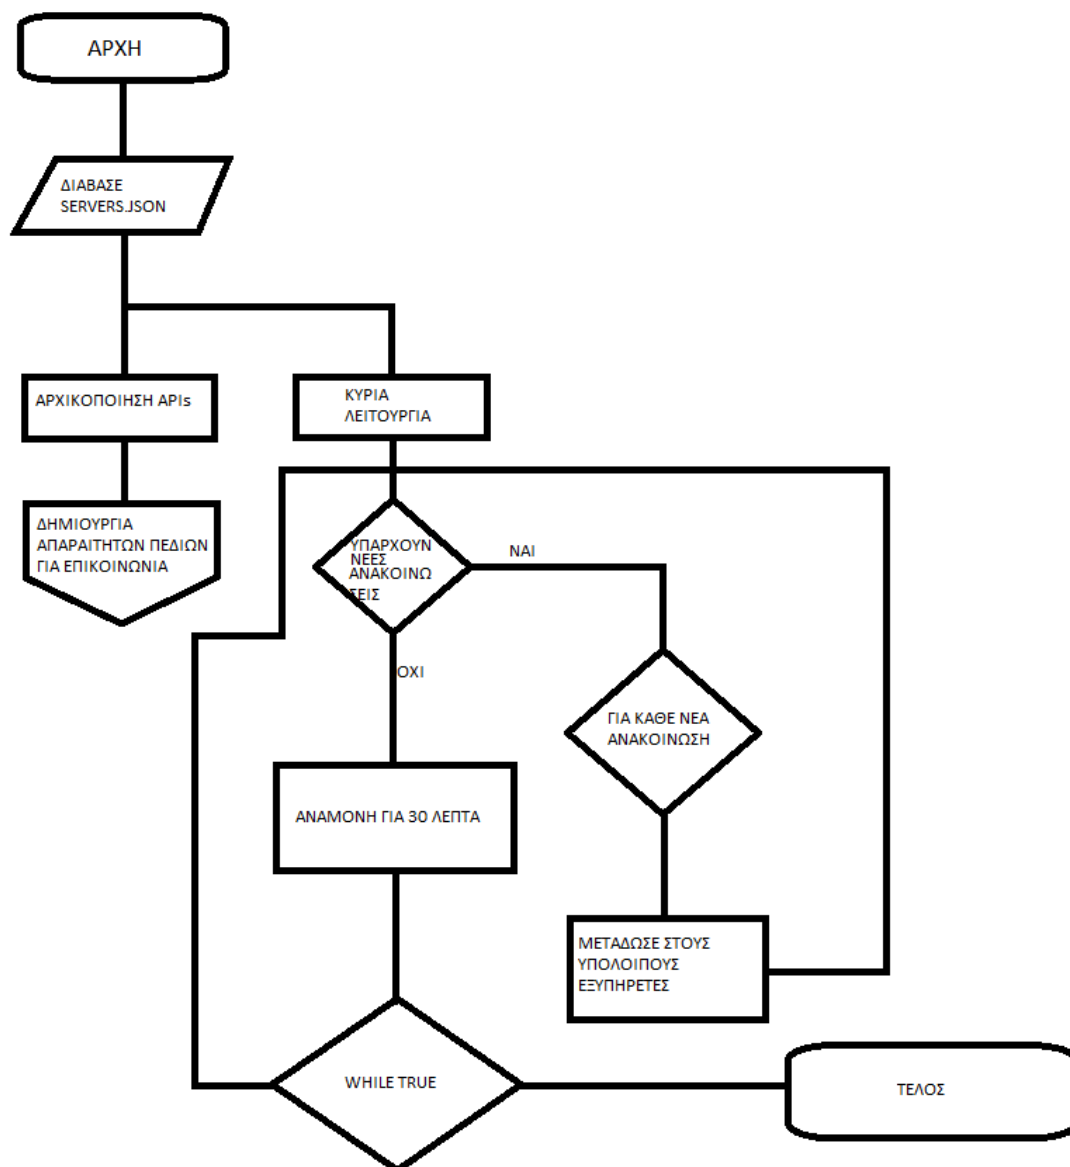 ΑΡΧΗ
ΔΙΑΒΑΣΕ
SERVERS.JSON
ΑΡΧΙΚΟΠΟΙΗΣΗ APIs
ΚΥΡΙΑ
ΛΕΙΤΟΥΡΓΙΑ
ΔΗΜΙΟΥΡΓΙΑ
ΑΠΑΡΑΙΤΗΤΩΝ ΠΕΔΙΩΝ
ΓΙΑ ΕΠΙΚΟΙΝΩΝΙΑ
ΥΠΑΡΧΟΥΝ
ΝΕΕΣ
ΑΝΑΚΟΙΝΩ
ΣΕΙΣ
ΝΑΙ
ΟΧΙ
ΓΙΑ ΚΑΘΕ ΝΕΑ
ΑΝΑΚΟΙΝΩΣΗ
ΑΝΑΜΟΝΗ ΓΙΑ 30 ΛΕΠΤΑ
ΜΕΤΑΔΩΣΕ ΣΤΟΥΣ
ΥΠΟΛΟΙΠΟΥΣ
ΕΞΥΠΗΡΕΤΕΣ
WHILE TRUE
ΤΕΛΟΣ